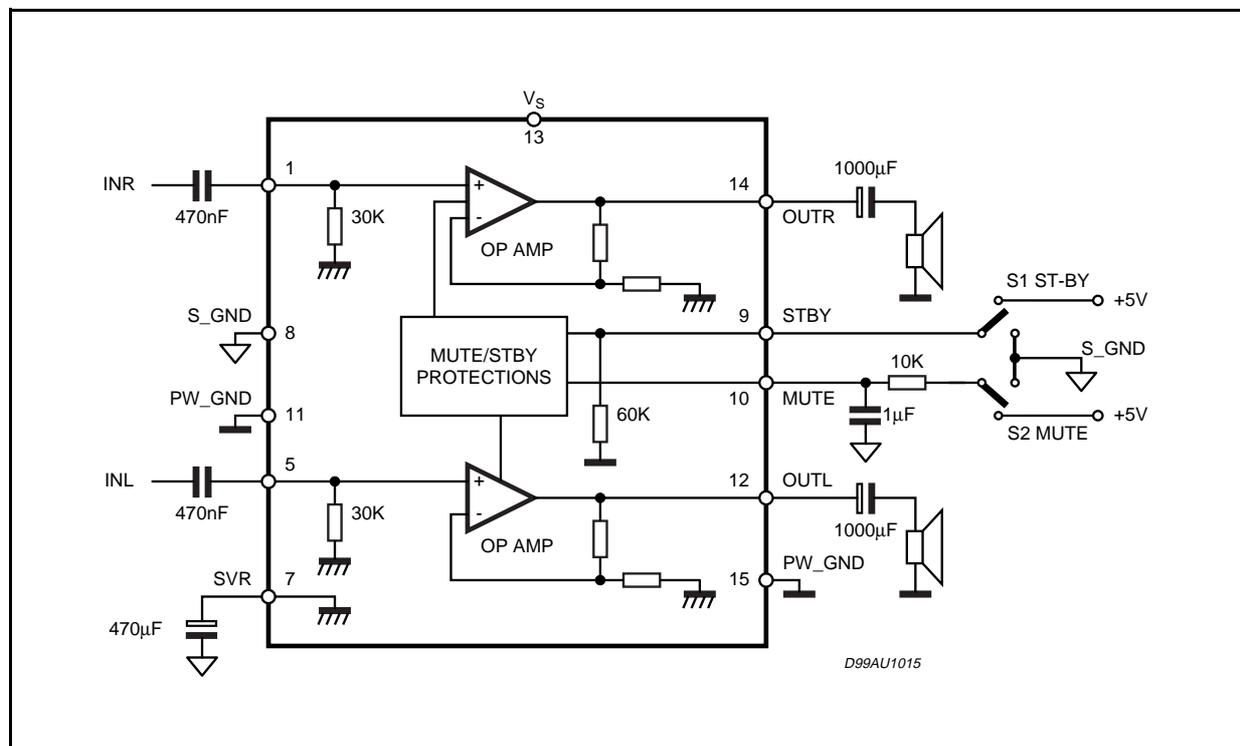 V_S
13
INR
470nF
1
30K
+
-
OP AMP
14
OUTR
1000µF
S_GND
8
MUTE/STBY
PROTECTIONS
9
STBY
S1 ST-BY
+5V
S_GND
PW_GND
11
60K
10
MUTE
10K
1µF
S2 MUTE
+5V
INL
470nF
5
30K
+
-
OP AMP
12
OUTL
1000µF
SVR
7
470µF
15
PW_GND
D99AU1015